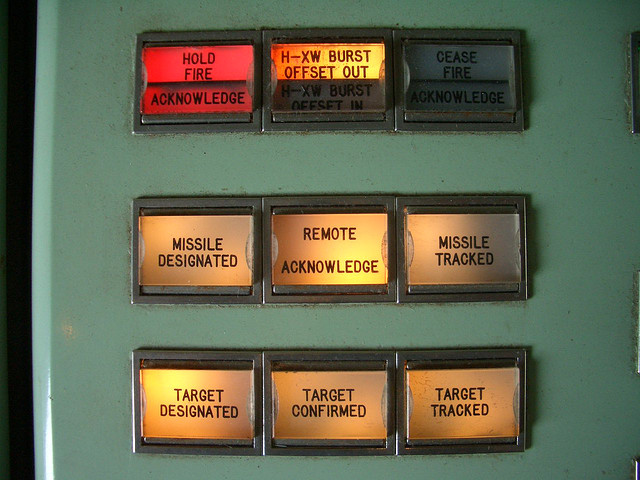 HOLD
FIRE
ACKNOWLEDGE
H-XW BURST
OFFSET OUT
H-XW BURST
OFFSET IN
CEASE
FIRE
ACKNOWLEDGE
MISSILE
DESIGNATED
REMOTE
ACKNOWLEDGE
MISSILE
TRACKED
TARGET
DESIGNATED
TARGET
CONFIRMED
TARGET
TRACKED